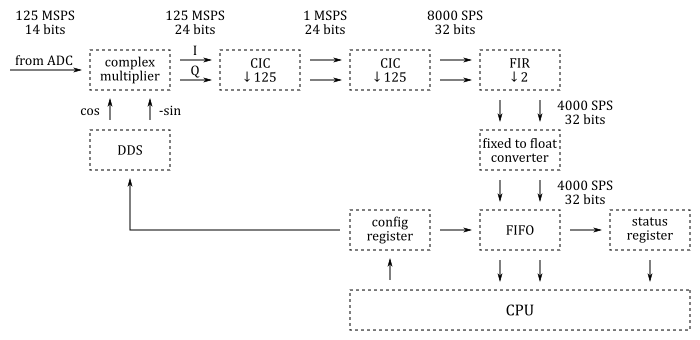 125 MSPS
14 bits
125 MSPS
24 bits
1 MSPS
24 bits
8000 SPS
32 bits
from ADC
complex
multiplier
I
Q
CIC
↓ 125
CIC
↓ 125
FIR
↓ 2
cos
-sin
4000 SPS
32 bits
DDS
fixed to float
converter
4000 SPS
32 bits
config
register
FIFO
status
register
CPU